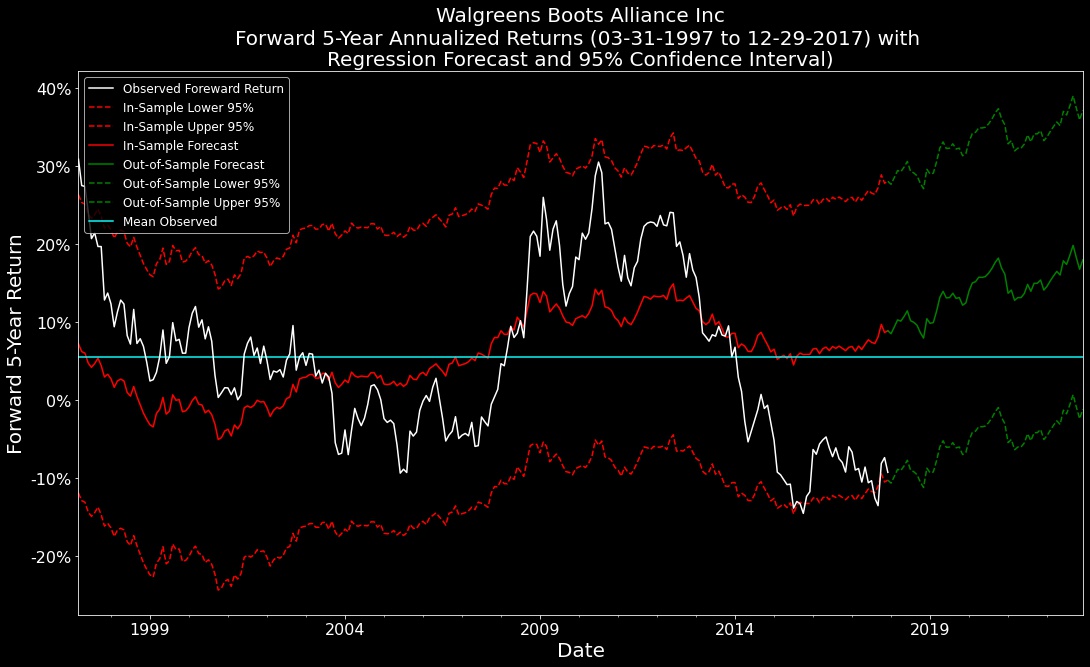 Walgreens Boots Alliance Inc
Forward 5-Year Annualized Returns (03-31-1997 to 12-29-2017) with
Regression Forecast and 95% Confidence Interval)
Observed Foreward Return
In-Sample Lower 95%
In-Sample Upper 95%
In-Sample Forecast
Out-of-Sample Forecast
Out-of-Sample Lower 95%
Out-of-Sample Upper 95%
Mean Observed
Forward 5-Year Return
40%
30%
20%
10%
0%
-10%
-20%
1999
2004
2009
2014
2019
Date